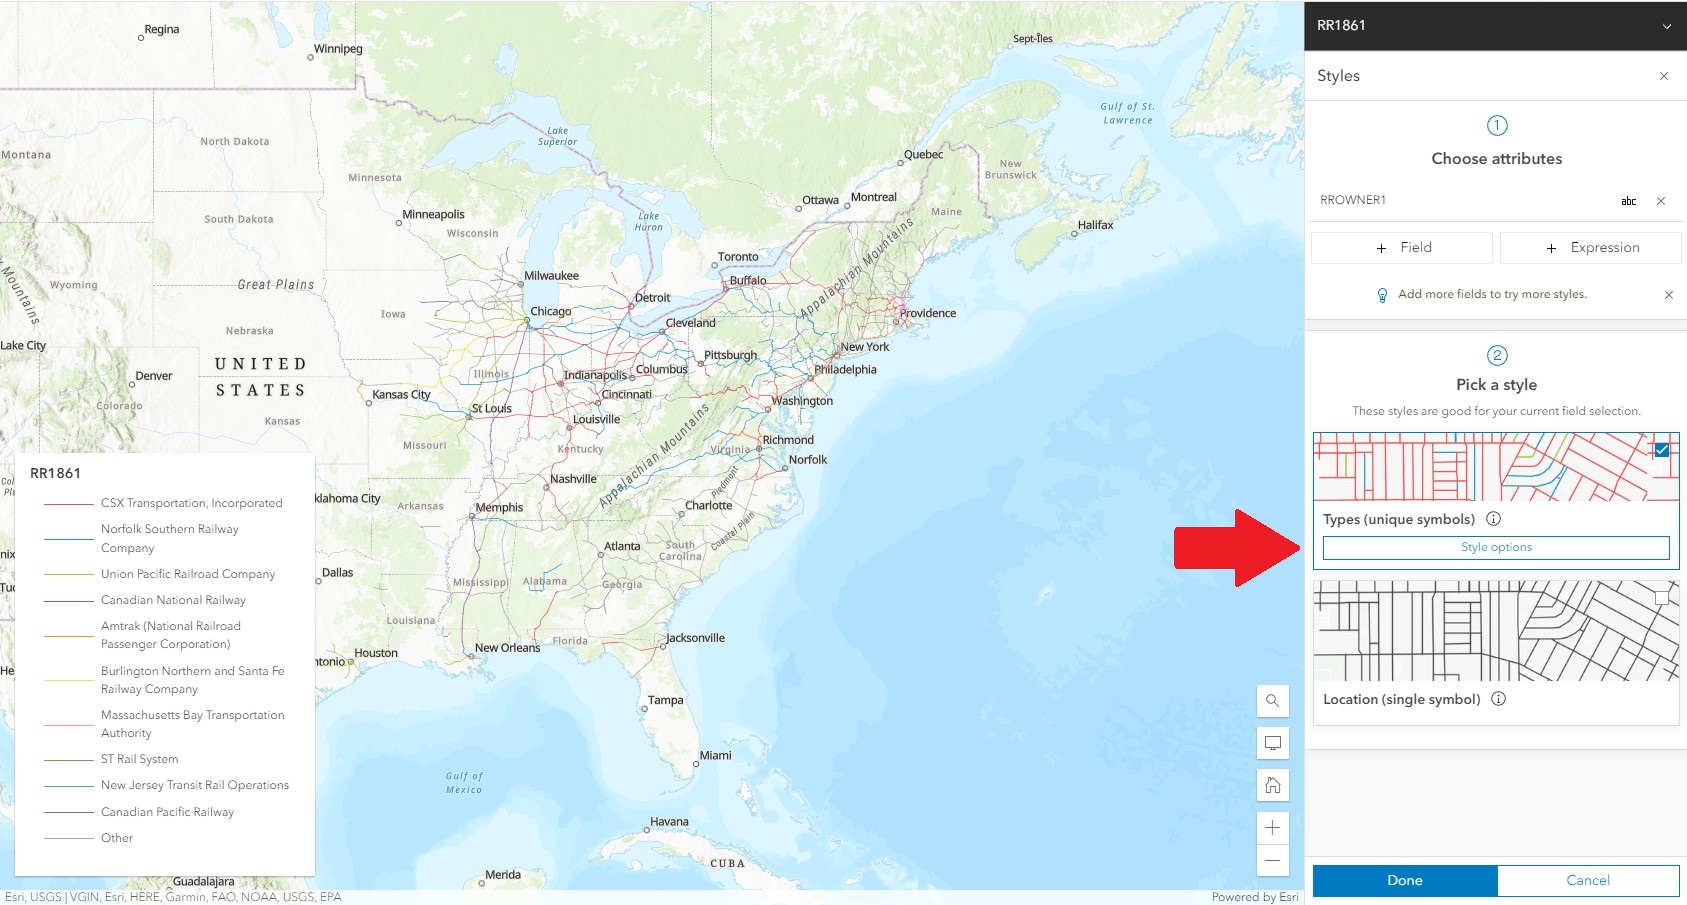 Regina
Winnipeg
Sept-Îles
Gulf of St.
Lawrence
Lake
Superior
North Dakota
Montana
Minnesota
Quebec
New
Brunswick
Ottawa
Montreal
Maine
South Dakota
Minneapolis
Wisconsin
Lake
Huron
Halifax
Toronto
Appalachian Mountains
Mountains
Wyoming
Great Plains
Milwaukee
Buffalo
Detroit
Iowa
Chicago
Providence
Nebraska
Cleveland
Lake City
UNITED
STATES
New York
Pittsburgh
Denver
Illinois
Indianapolis
Columbus
Philadelphia
Colorado
Kansas City
Cincinnati
Washington
Kansas
St Louis
Louisville
Missouri
Kentucky
Appalachian Mountains
Virginia
Richmond
Norfolk
Nashville
Piedmont
klahoma City
Arkansas
Memphis
Charlotte
Coastal Plain
Atlanta
South
Carolina
Dallas
Mississippi
Alabama
Georgia
Louisiana
Jacksonville
Florida
Houston
ntonio
New Orleans
Tampa
Miami
Gulf of
Mexico
Havana
CUBA
Merida
Guadalajara
RR1861
CSX Transportation, Incorporated
Norfolk Southern Railway
Company
Union Pacific Railroad Company
Canadian National Railway
Amtrak (National Railroad
Passenger Corporation)
Burlington Northern and Santa Fe
Railway Company
Massachusetts Bay Transportation
Authority
ST Rail System
New Jersey Transit Rail Operations
Canadian Pacific Railway
Other
Esri, USGS | VGIN, Esri, HERE, Garmin, FAO, NOAA, USGS, EPA
Powered by Esri
RR1861
Styles
1
Choose attributes
RROWNER1 abc
+ Field
+ Expression
Add more fields to try more styles.
2
Pick a style
These styles are good for your current field selection.
Types (unique symbols)
Style options
Location (single symbol)
Done
Cancel